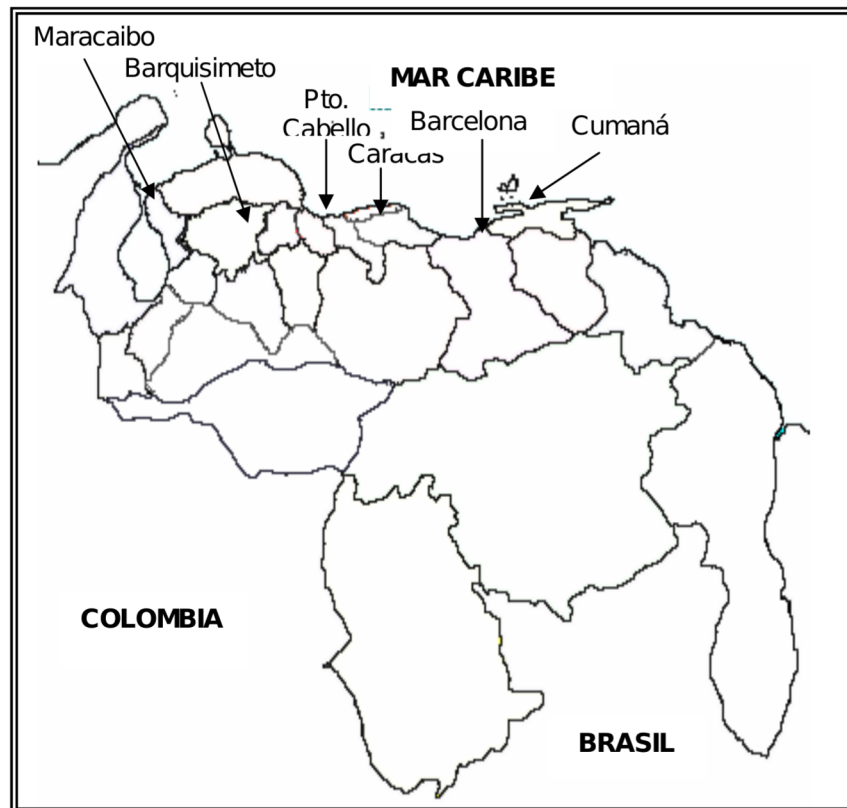 Maracaibo
Barquisimeto
MAR CARIBE
Pto.
Cabello
Barcelona
Cumaná
Caracas
COLOMBIA
BRASIL